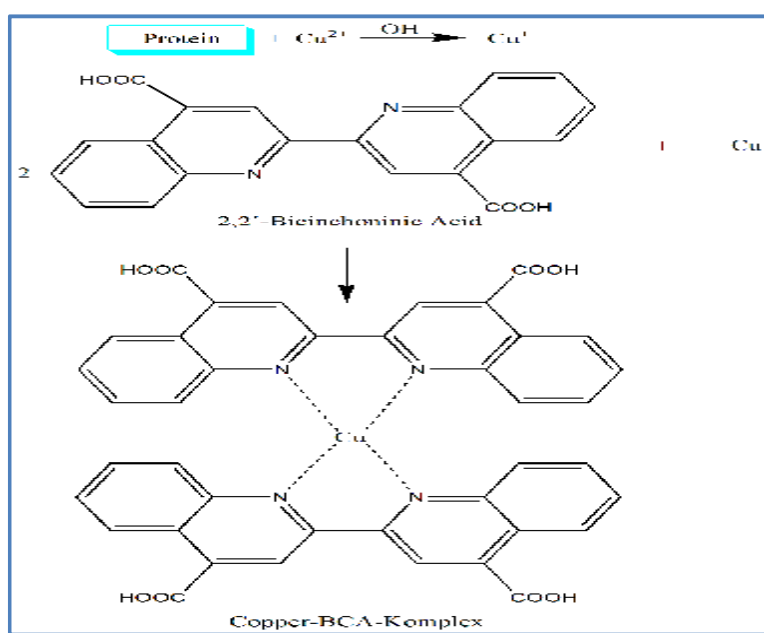 Protein + Cu²⁺ OH Cu⁺
HOOC
N
2
N
+ Cu
COOH
2,2´-Bicinchoninic Acid
HOOC COOH
N N
Cu
N N
HOOC COOH
Copper-BCA-Komplex